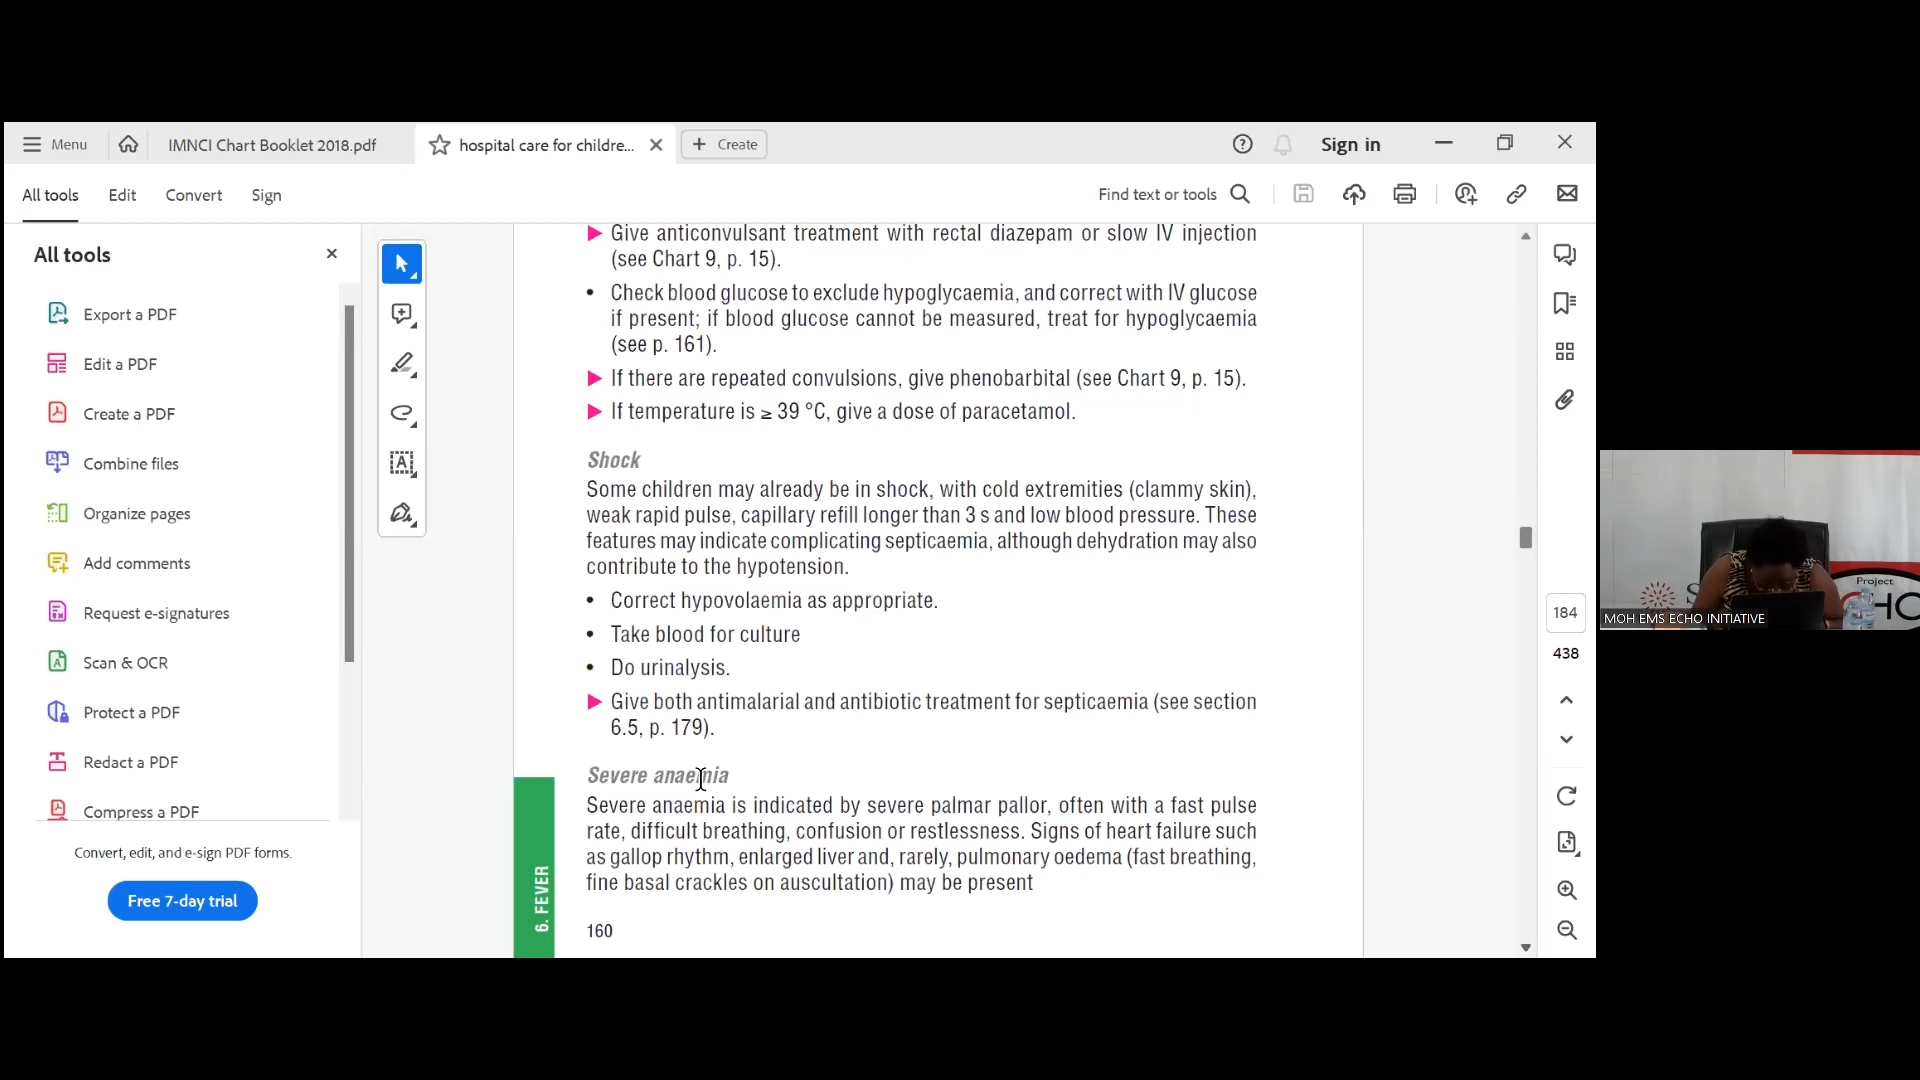 Menu
IMNCI Chart Booklet 2018.pdf
hospital care for childre...
Create
Sign in
All tools
Edit
Convert
Sign
Find text or tools
All tools
Export a PDF
Edit a PDF
Create a PDF
Combine files
Organize pages
Add comments
Request e-signatures
Scan & OCR
Protect a PDF
Redact a PDF
Compress a PDF
Convert, edit, and e-sign PDF forms.
Free 7-day trial
Give anticonvulsant treatment with rectal diazepam or slow IV injection
(see Chart 9, p. 15).
• Check blood glucose to exclude hypoglycaemia, and correct with IV glucose
if present; if blood glucose cannot be measured, treat for hypoglycaemia
(see p. 161).
If there are repeated convulsions, give phenobarbital (see Chart 9, p. 15).
If temperature is ≥ 39 °C, give a dose of paracetamol.
Shock
Some children may already be in shock, with cold extremities (clammy skin),
weak rapid pulse, capillary refill longer than 3 s and low blood pressure. These
features may indicate complicating septicaemia, although dehydration may also
contribute to the hypotension.
• Correct hypovolaemia as appropriate.
• Take blood for culture
• Do urinalysis.
Give both antimalarial and antibiotic treatment for septicaemia (see section
6.5, p. 179).
Severe anaemia
Severe anaemia is indicated by severe palmar pallor, often with a fast pulse
rate, difficult breathing, confusion or restlessness. Signs of heart failure such
as gallop rhythm, enlarged liver and, rarely, pulmonary oedema (fast breathing,
fine basal crackles on auscultation) may be present
6. FEVER
160
184
438
Project
MOH EMS ECHO INITIATIVE